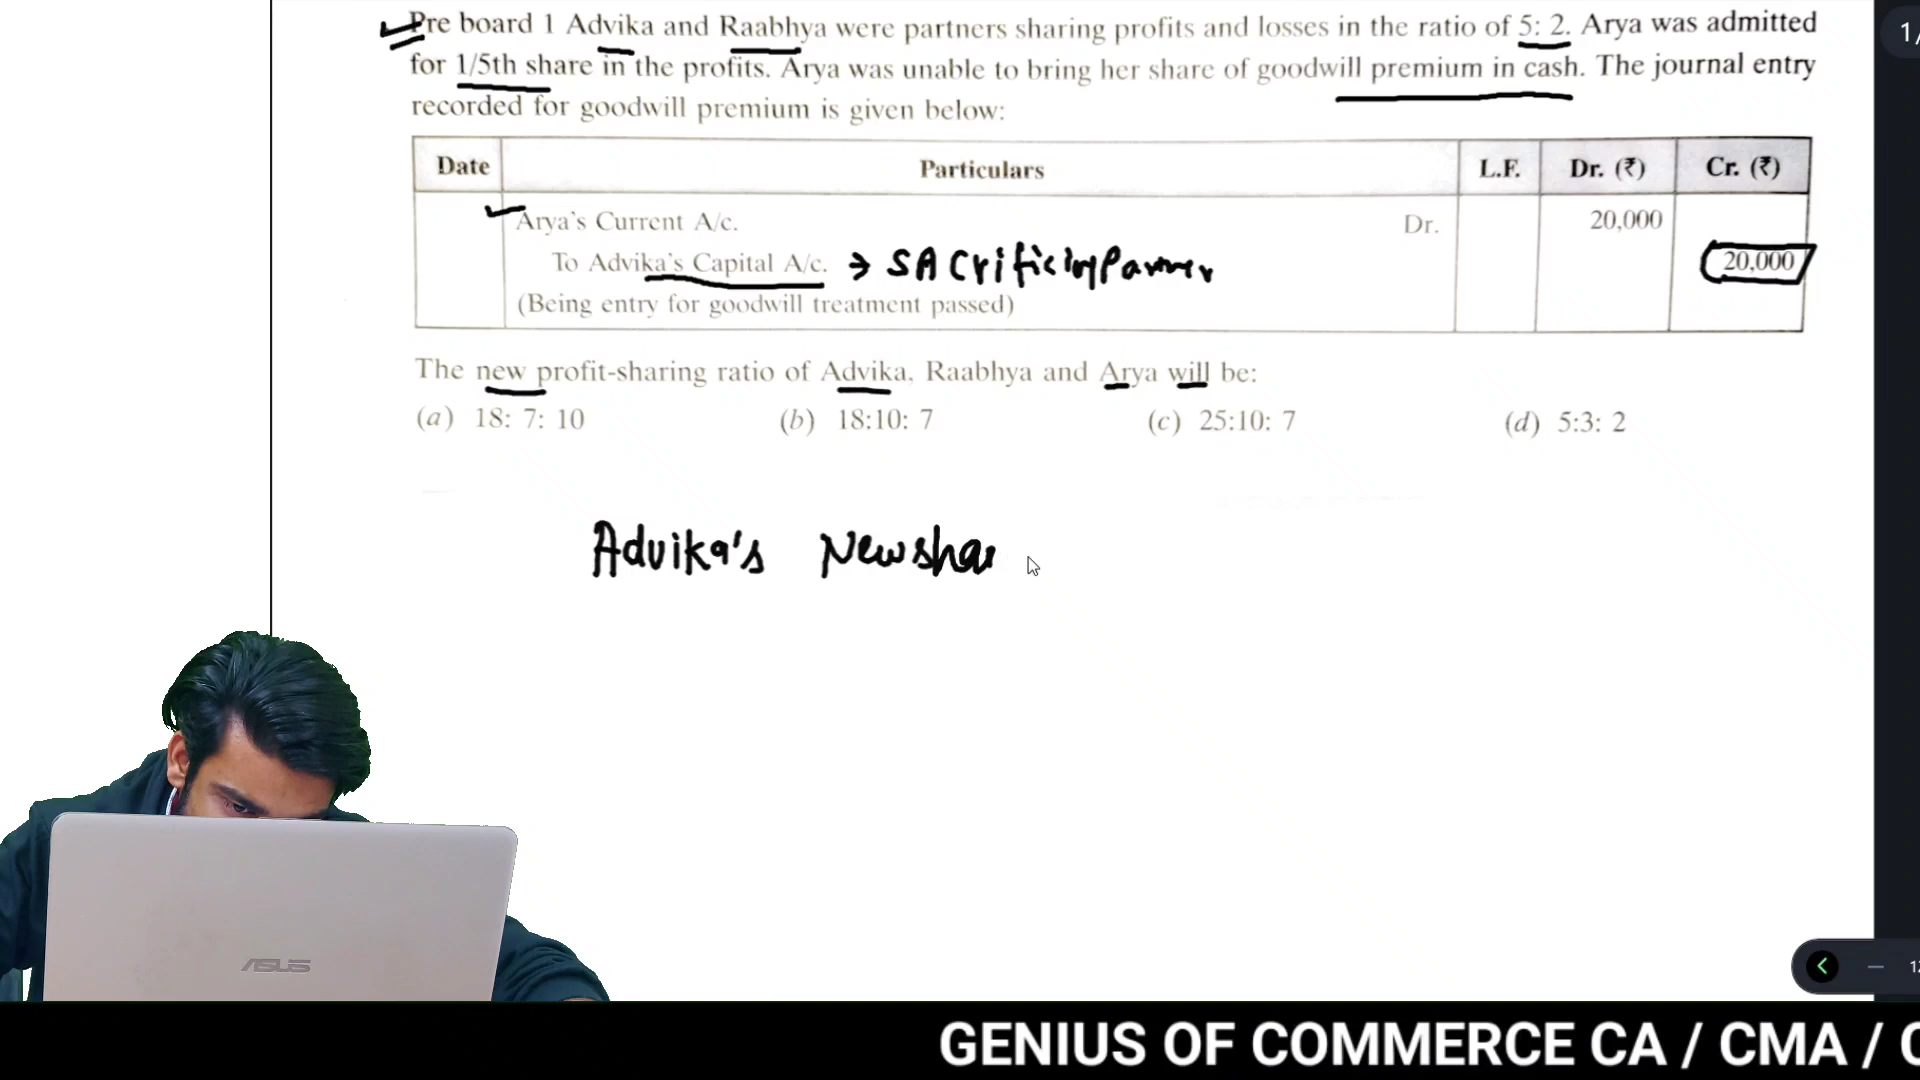 Pre board 1 Advika and Raabhya were partners sharing profits and losses in the ratio of 5: 2. Arya was admitted
for 1/5th share in the profits. Arya was unable to bring her share of goodwill premium in cash. The journal entry
recorded for goodwill premium is given below:
Date Particulars L.F. Dr. (₹) Cr. (₹)
Arya's Current A/c. Dr. 20,000
To Advika's Capital A/c. → SACrificing Partner 20,000
(Being entry for goodwill treatment passed)
The new profit-sharing ratio of Advika, Raabhya and Arya will be:
(a) 18: 7: 10 (b) 18:10: 7 (c) 25:10: 7 (d) 5:3: 2
Advika's Newshar
ASUS
GENIUS OF COMMERCE CA / CMA /